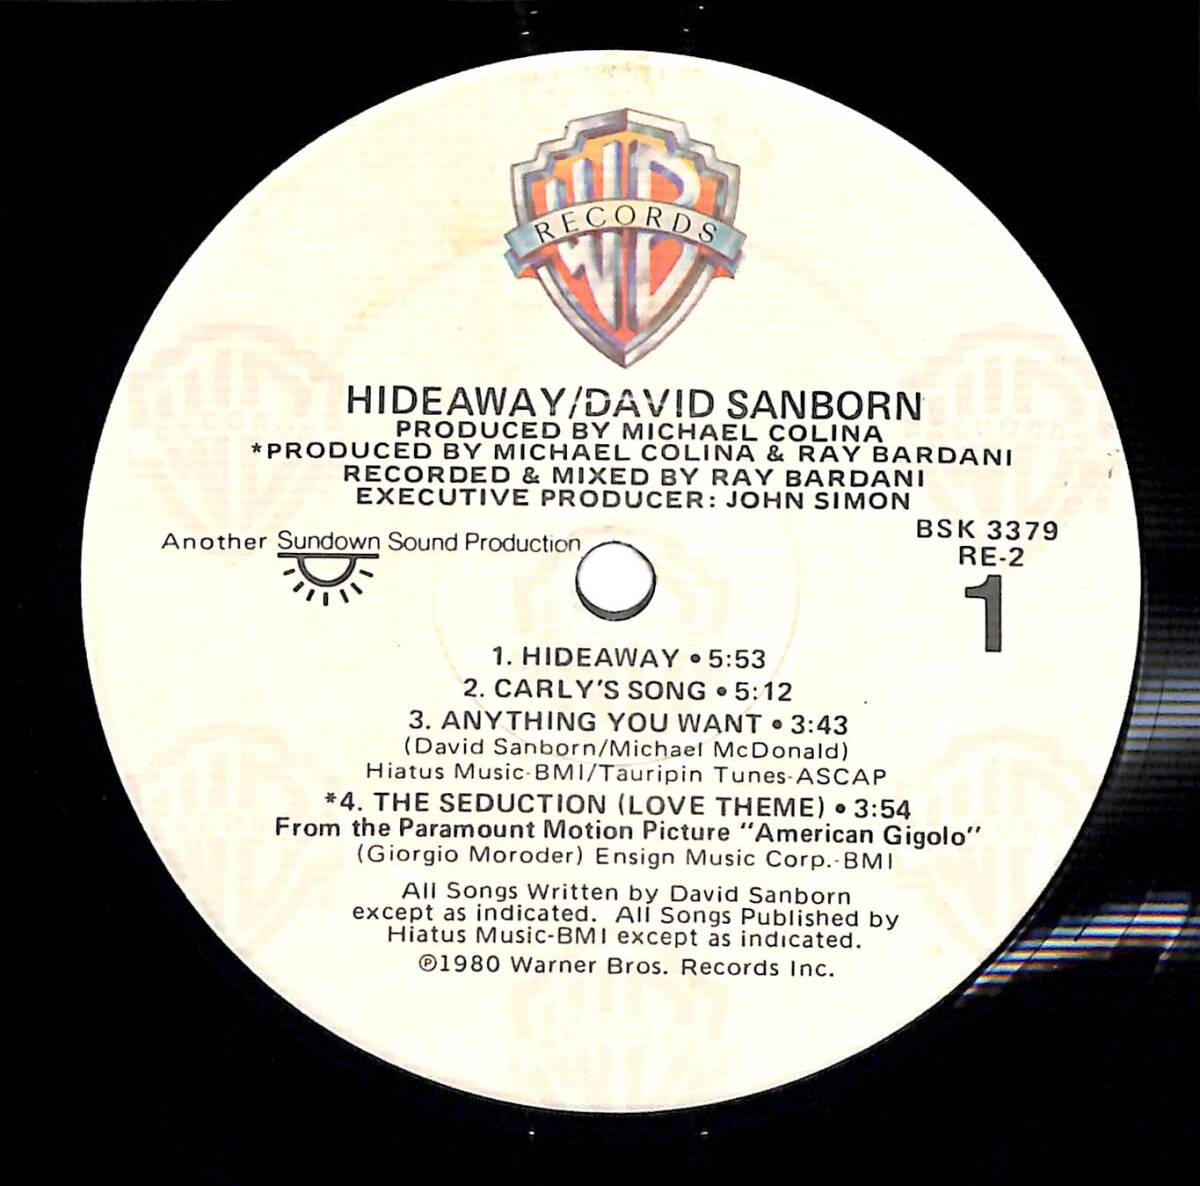 WB
RECORDS
HIDEAWAY/DAVID SANBORN
PRODUCED BY MICHAEL COLINA
*PRODUCED BY MICHAEL COLINA & RAY BARDANI
RECORDED & MIXED BY RAY BARDANI
EXECUTIVE PRODUCER: JOHN SIMON
Another Sundown Sound Production
BSK 3379
RE-2
1
1. HIDEAWAY • 5:53
2. CARLY'S SONG • 5:12
3. ANYTHING YOU WANT • 3:43
(David Sanborn/Michael McDonald)
Hiatus Music-BMI/Tauripin Tunes-ASCAP
*4. THE SEDUCTION (LOVE THEME) • 3:54
From the Paramount Motion Picture "American Gigolo"
(Giorgio Moroder) Ensign Music Corp.-BMI
All Songs Written by David Sanborn
except as indicated. All Songs Published by
Hiatus Music-BMI except as indicated.
℗1980 Warner Bros. Records Inc.